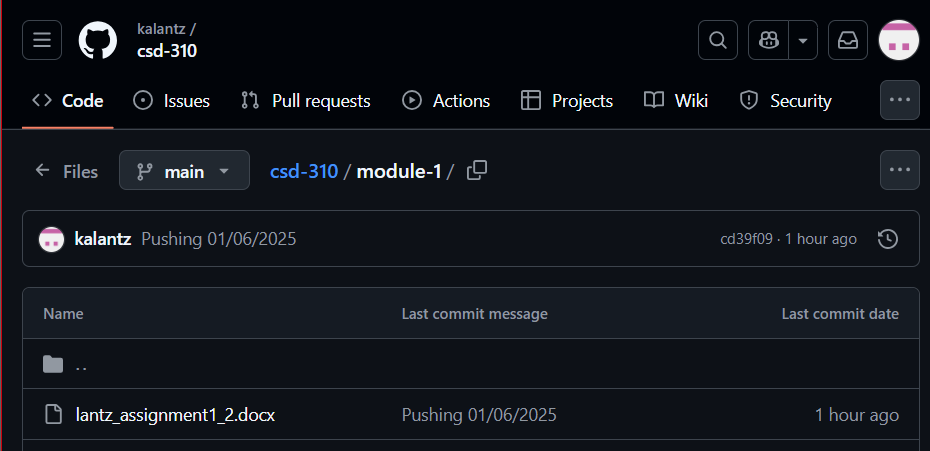 kalantz /
csd-310
Code Issues Pull requests Actions Projects Wiki Security ...
Files main csd-310 / module-1 / ...
kalantz Pushing 01/06/2025 cd39f09 · 1 hour ago
Name Last commit message Last commit date
..
lantz_assignment1_2.docx Pushing 01/06/2025 1 hour ago